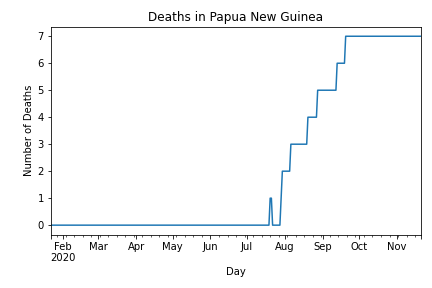 Deaths in Papua New Guinea
Number of Deaths
7
6
5
4
3
2
1
0
Feb Mar Apr May Jun Jul Aug Sep Oct Nov
2020
Day